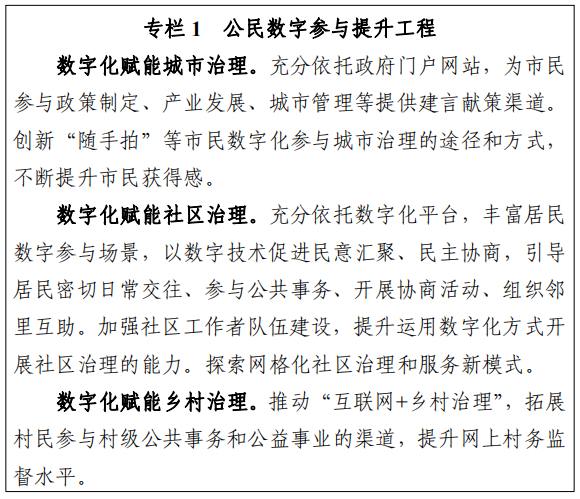 专栏 1　公民数字参与提升工程
数字化赋能城市治理。充分依托政府门户网站，为市民
参与政策制定、产业发展、城市管理等提供建言献策渠道。
创新“随手拍”等市民数字化参与城市治理的途径和方式，
不断提升市民获得感。
数字化赋能社区治理。充分依托数字化平台，丰富居民
数字参与场景，以数字技术促进民意汇聚、民主协商，引导
居民密切日常交往、参与公共事务、开展协商活动、组织邻
里互助。加强社区工作者队伍建设，提升运用数字化方式开
展社区治理的能力。探索网格化社区治理和服务新模式。
数字化赋能乡村治理。推动“互联网+乡村治理”，拓展
村民参与村级公共事务和公益事业的渠道，提升网上村务监
督水平。